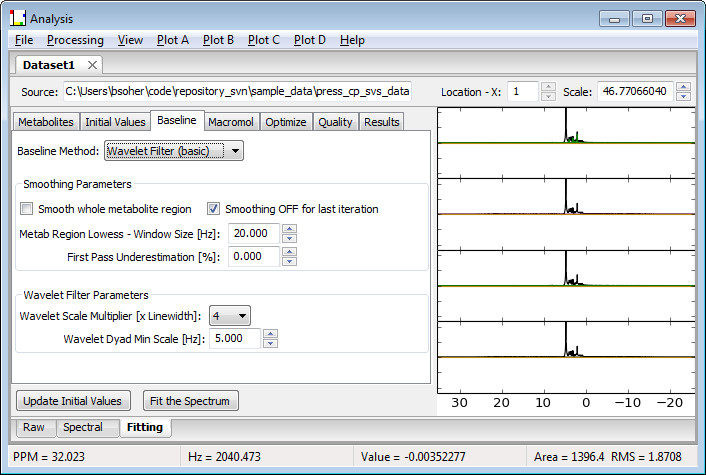 Analysis
File Processing View Plot A Plot B Plot C Plot D Help
Dataset1
Source: C:\Users\bsoher\code\repository_svn\sample_data\press_cp_svs_data Location - X: 1 Scale: 46.77066040
Metabolites Initial Values Baseline Macromol Optimize Quality Results
Baseline Method: Wavelet Filter (basic)
Smoothing Parameters
Smooth whole metabolite region Smoothing OFF for last iteration
Metab Region Lowess - Window Size [Hz]: 20.000
First Pass Underestimation [%]: 0.000
Wavelet Filter Parameters
Wavelet Scale Multiplier [x Linewidth]: 4
Wavelet Dyad Min Scale [Hz]: 5.000
Update Initial Values Fit the Spectrum
30 20 10 0 −10 −20
Raw Spectral Fitting
PPM = 32.023 Hz = 2040.473 Value = -0.00352277 Area = 1396.4 RMS = 1.8708